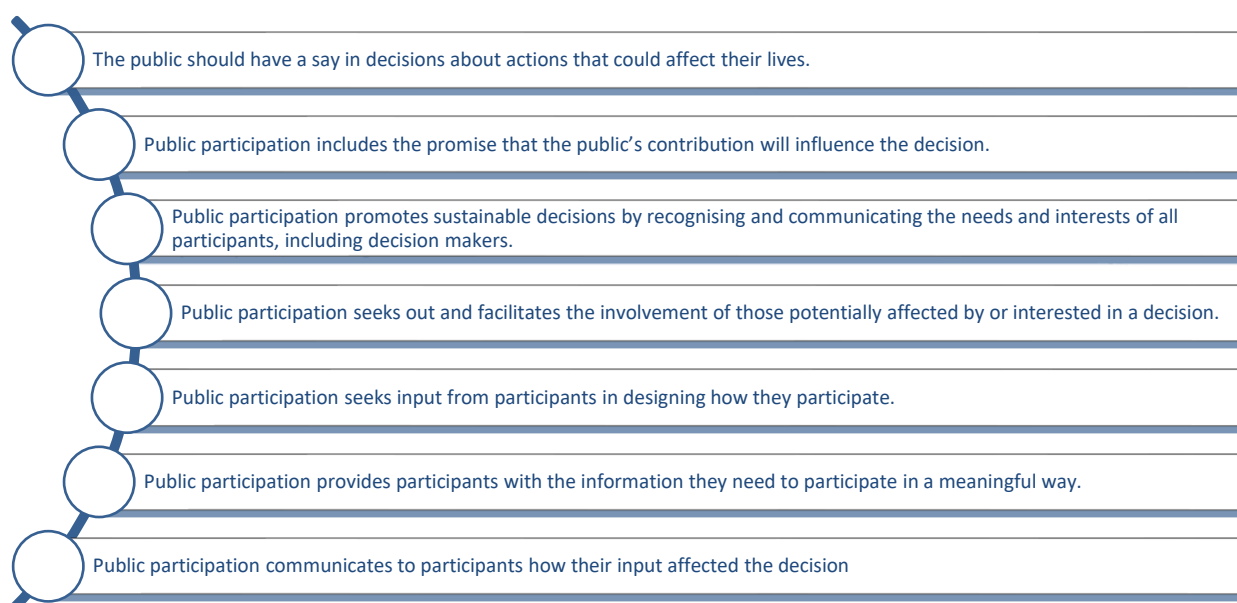 The public should have a say in decisions about actions that could affect their lives.
Public participation includes the promise that the public’s contribution will influence the decision.
Public participation promotes sustainable decisions by recognising and communicating the needs and interests of all
participants, including decision makers.
Public participation seeks out and facilitates the involvement of those potentially affected by or interested in a decision.
Public participation seeks input from participants in designing how they participate.
Public participation provides participants with the information they need to participate in a meaningful way.
Public participation communicates to participants how their input affected the decision